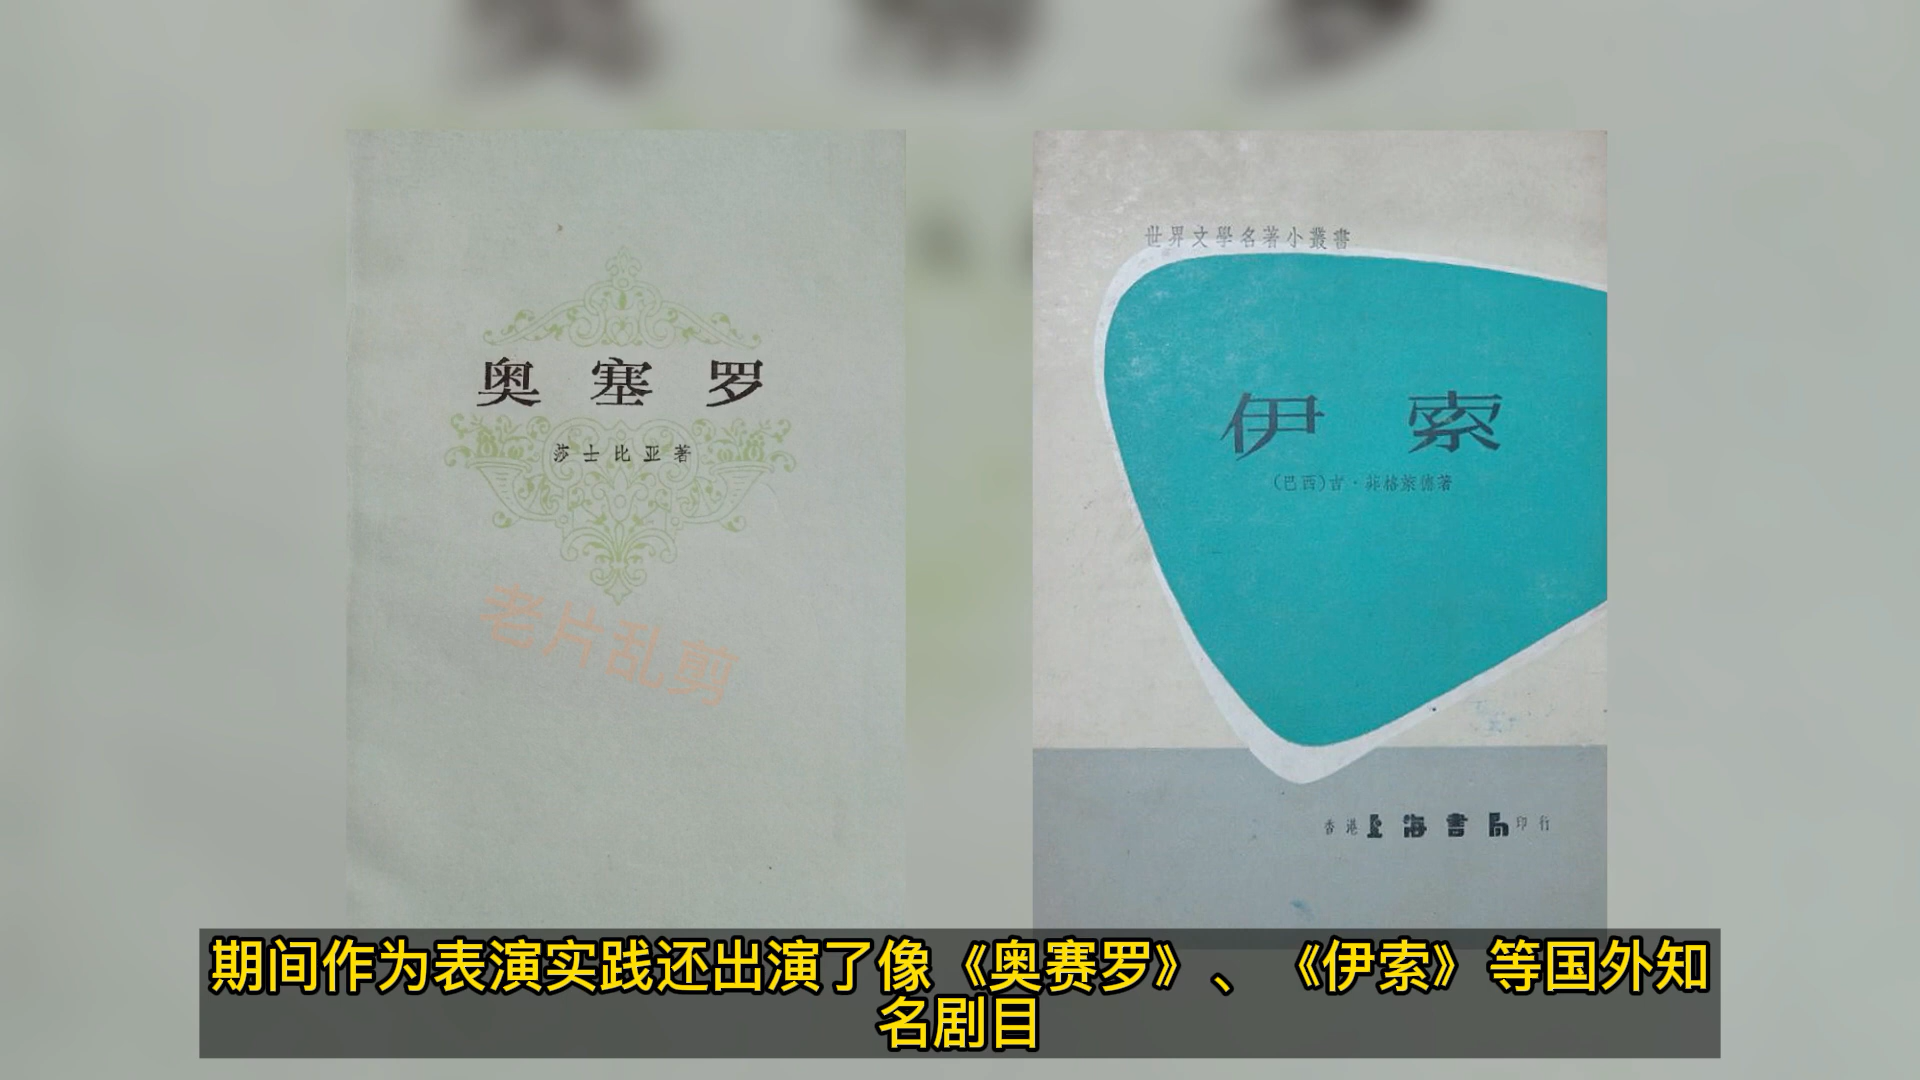 奥塞罗
莎士比亚著
老片乱剪
世界文學名著小叢書
伊索
(巴西)吉·菲格萊德著
香港上海書局印行
期间作为表演实践还出演了像《奥赛罗》、《伊索》等国外知
名剧目